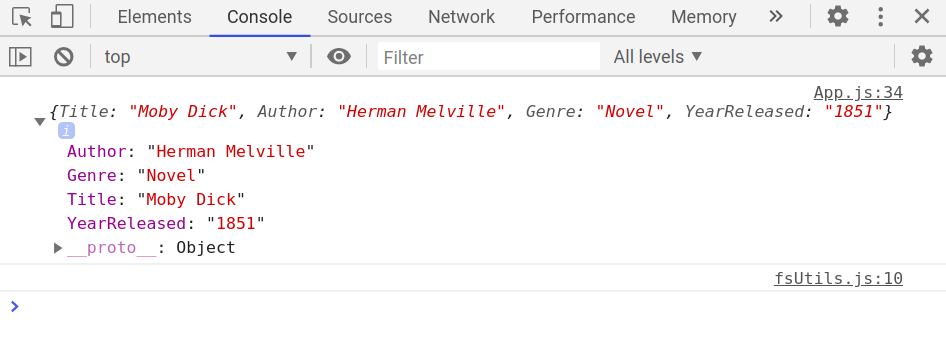 Elements Console Sources Network Performance Memory »
top ▼ Filter All levels ▼
App.js:34
▼ {Title: "Moby Dick", Author: "Herman Melville", Genre: "Novel", YearReleased: "1851"}
i
Author: "Herman Melville"
Genre: "Novel"
Title: "Moby Dick"
YearReleased: "1851"
▶ __proto__: Object
fsUtils.js:10
>